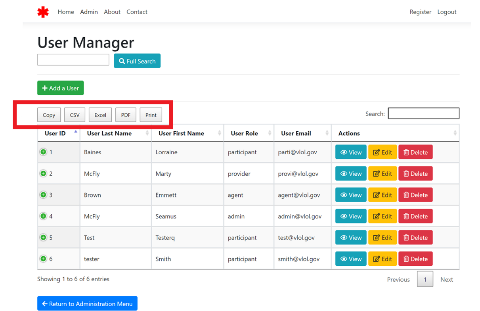 Home Admin About Contact Register Logout
User Manager
Full Search
+ Add a User
Copy CSV Excel PDF Print Search:
User ID User Last Name User First Name User Role User Email Actions
1 Baines Lorraine participant parti@vlol.gov View Edit Delete
2 McFly Marty provider provi@vlol.gov View Edit Delete
3 Brown Emmett agent agent@vlol.gov View Edit Delete
4 McFly Seamus admin admin@vlol.gov View Edit Delete
5 Test Testerq participant test@vlol.gov View Edit Delete
6 tester Smith participant smith@vlol.gov View Edit Delete
Showing 1 to 6 of 6 entries Previous 1 Next
← Return to Administration Menu